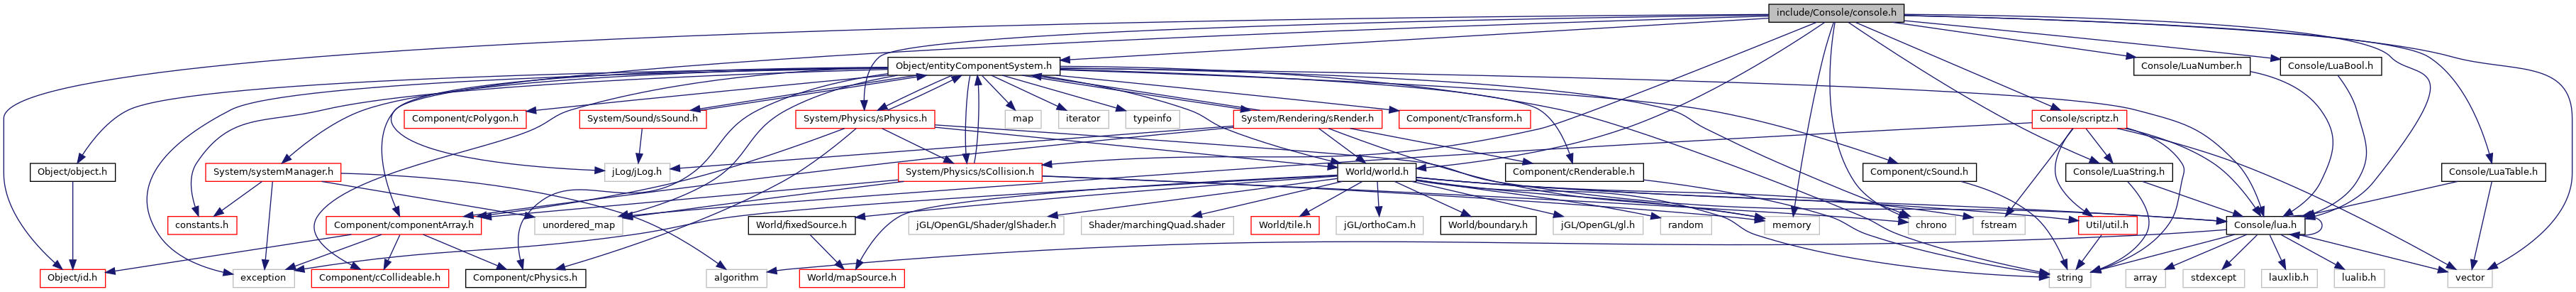 include/Console/console.h
Object/entityComponentSystem.h
Console/LuaNumber.h
Console/LuaBool.h
Component/cPolygon.h
System/Sound/sSound.h
System/Physics/sPhysics.h
map
iterator
typeinfo
System/Rendering/sRender.h
Component/cTransform.h
Console/scriptz.h
Object/object.h
System/systemManager.h
jLog/jLog.h
System/Physics/sCollision.h
World/world.h
Component/cRenderable.h
Component/cSound.h
Console/LuaString.h
Console/LuaTable.h
constants.h
Component/componentArray.h
unordered_map
World/fixedSource.h
jGL/OpenGL/Shader/glShader.h
Shader/marchingQuad.shader
World/tile.h
jGL/orthoCam.h
World/boundary.h
jGL/OpenGL/gl.h
random
memory
chrono
fstream
Util/util.h
Console/lua.h
Object/id.h
exception
Component/cCollideable.h
Component/cPhysics.h
algorithm
World/mapSource.h
string
array
stdexcept
lauxlib.h
lualib.h
vector